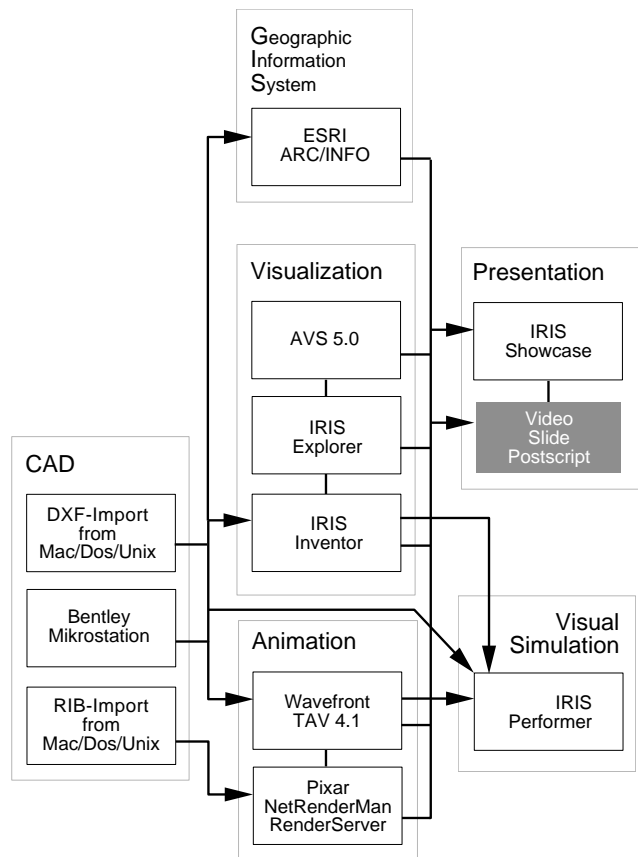 Geographic
Information
System
ESRI
ARC/INFO
Visualization
AVS 5.0
IRIS
Explorer
IRIS
Inventor
Presentation
IRIS
Showcase
Video
Slide
Postscript
CAD
DXF-Import
from
Mac/Dos/Unix
Bentley
Mikrostation
RIB-Import
from
Mac/Dos/Unix
Animation
Wavefront
TAV 4.1
Pixar
NetRenderMan
RenderServer
Visual
Simulation
IRIS
Performer